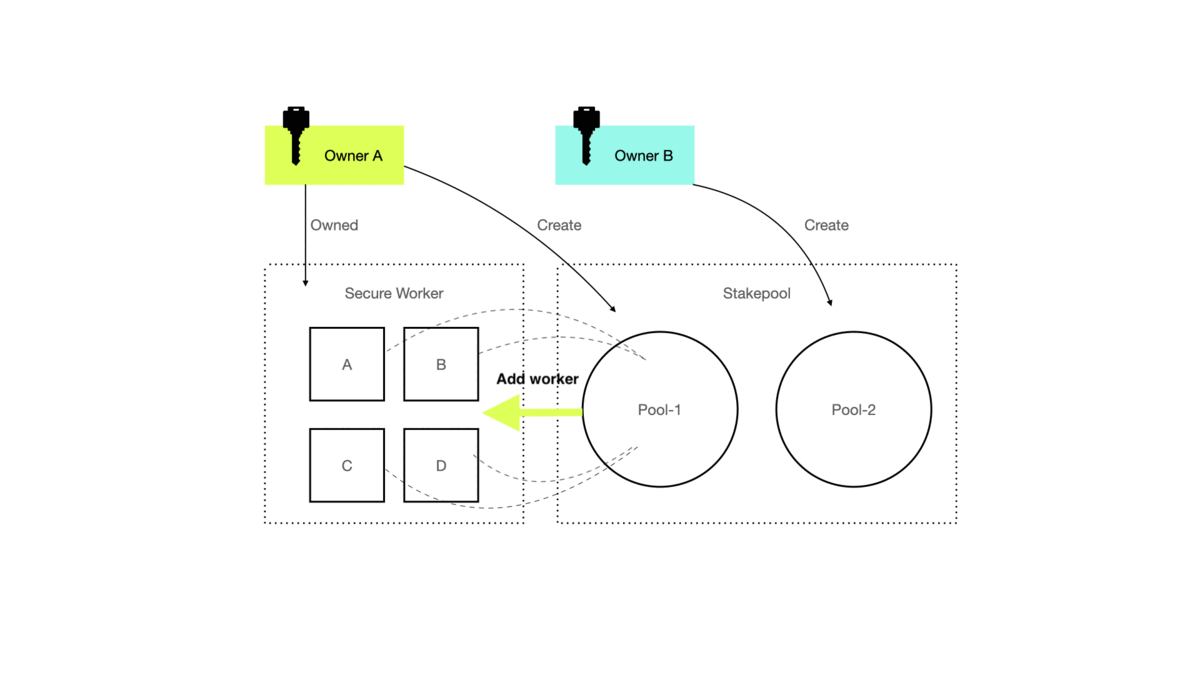 Owner A
Owner B
Owned
Create
Create
Secure Worker
Stakepool
A
B
Add worker
Pool-1
Pool-2
C
D